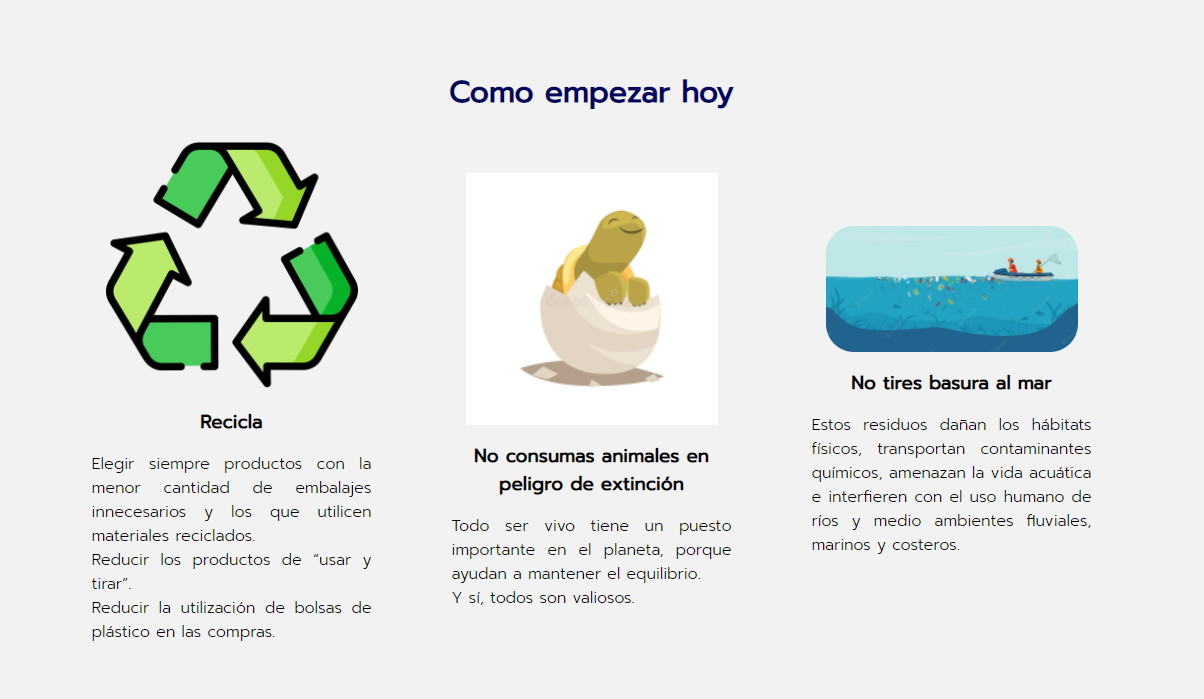 Como empezar hoy
Recicla
Elegir siempre productos con la
menor cantidad de embalajes
innecesarios y los que utilicen
materiales reciclados.
Reducir los productos de “usar y
tirar”.
Reducir la utilización de bolsas de
plástico en las compras.
No consumas animales en
peligro de extinción
Todo ser vivo tiene un puesto
importante en el planeta, porque
ayudan a mantener el equilibrio.
Y sí, todos son valiosos.
No tires basura al mar
Estos residuos dañan los hábitats
físicos, transportan contaminantes
químicos, amenazan la vida acuática
e interfieren con el uso humano de
ríos y medio ambientes fluviales,
marinos y costeros.